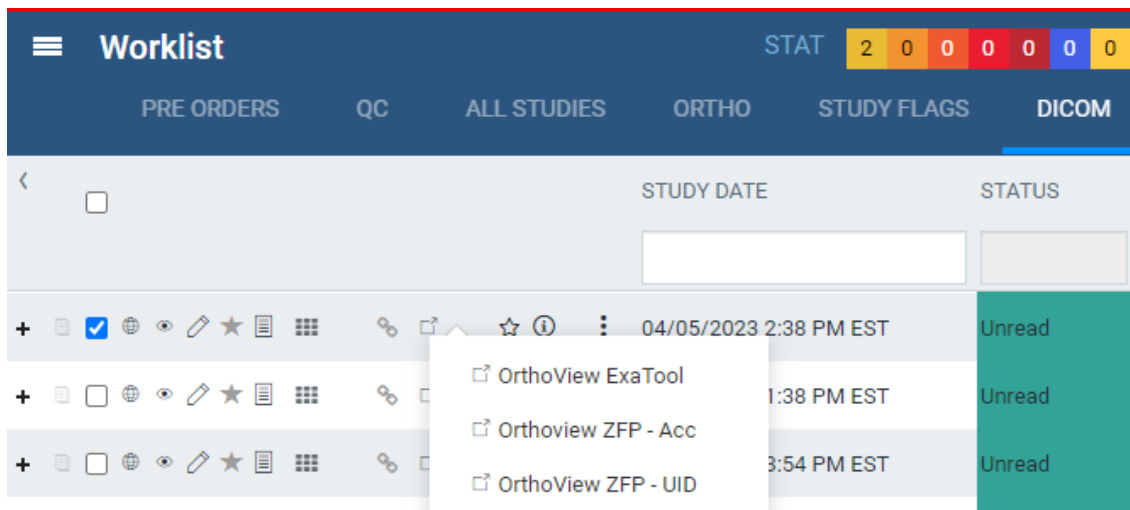 Worklist
STAT 2 0 0 0 0 0 0
PRE ORDERS QC ALL STUDIES ORTHO STUDY FLAGS DICOM
STUDY DATE STATUS
04/05/2023 2:38 PM EST Unread
OrthoView ExaTool
1:38 PM EST Unread
Orthoview ZFP - Acc
3:54 PM EST Unread
OrthoView ZFP - UID